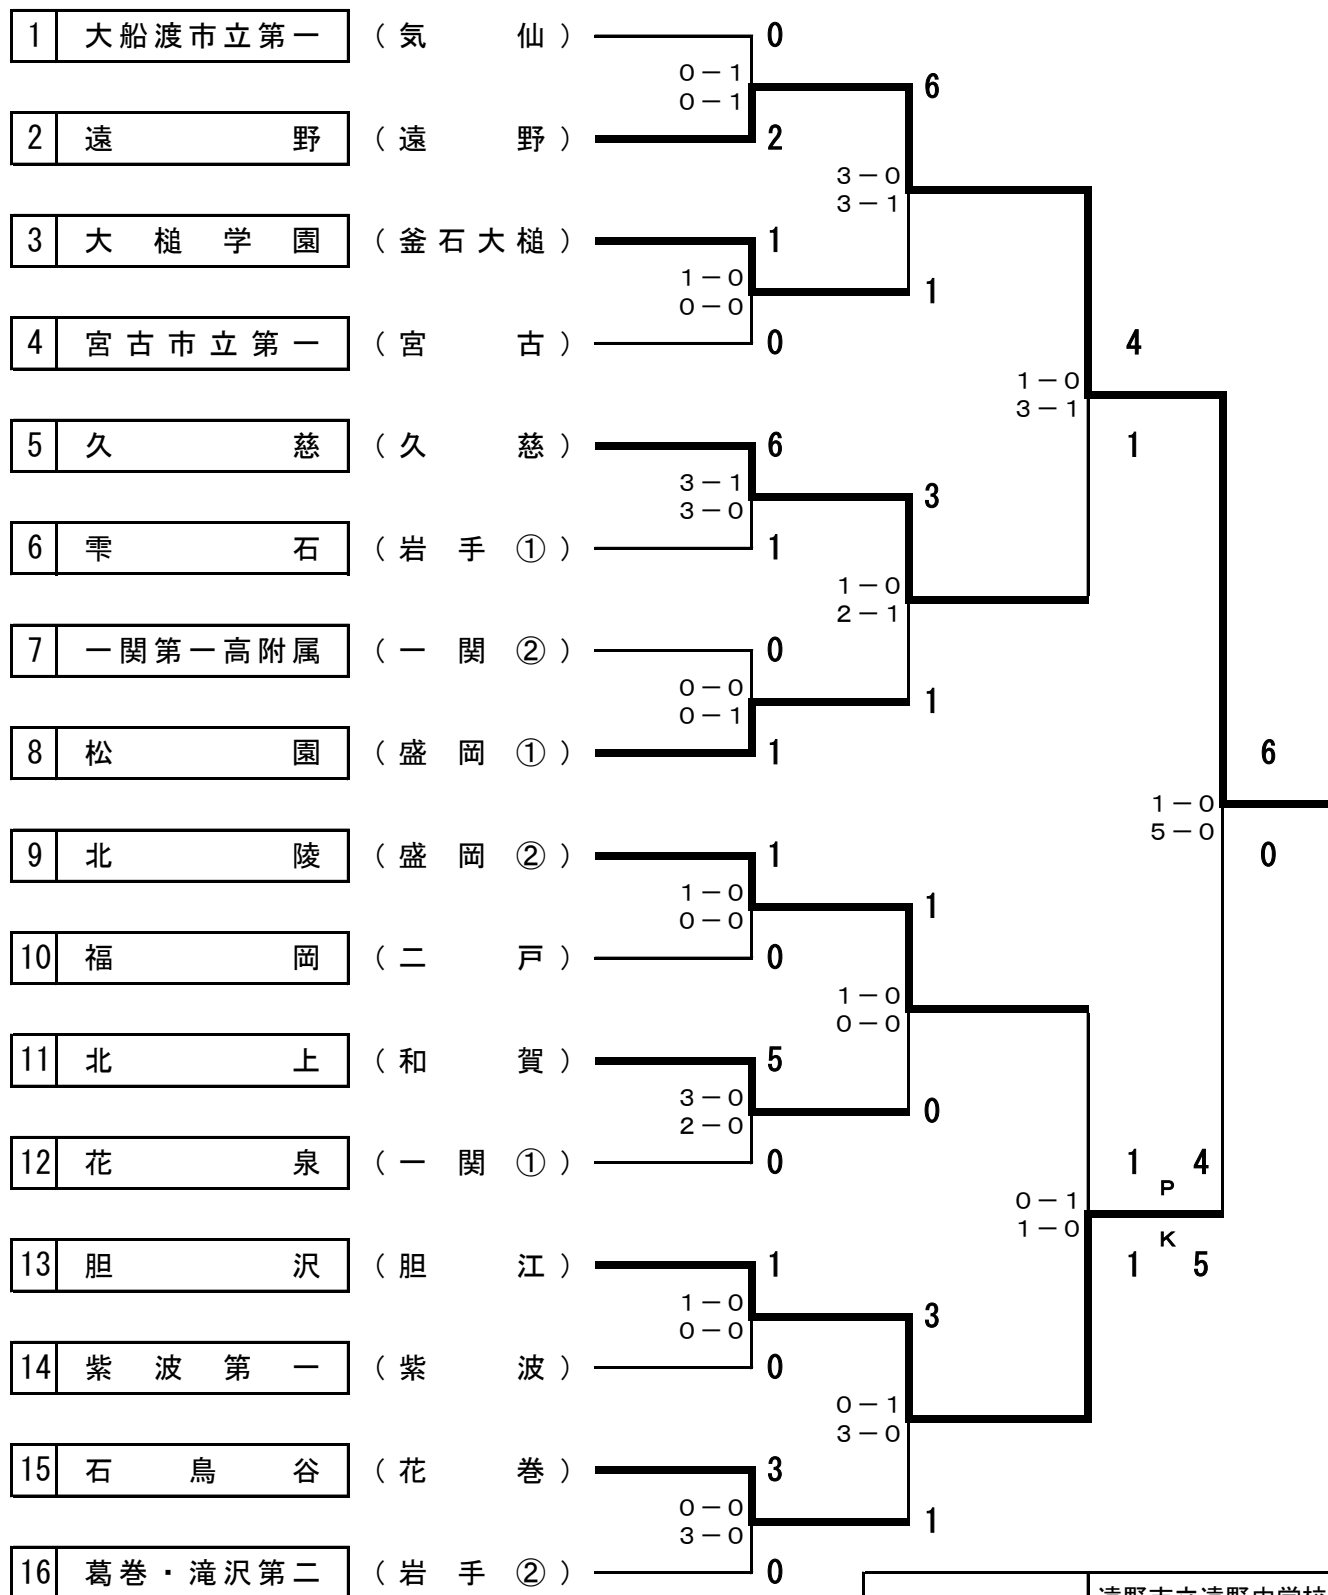 1 大船渡市立第一 （気仙） 0
0－1
0－1
6
2 遠野 （遠野） 2
3－0
3－1
3 大槌学園 （釜石大槌） 1
1－0
0－0
1
4 宮古市立第一 （宮古） 0
4
1－0
3－1
1
5 久慈 （久慈） 6
3－1
3－0
3
6 雫石 （岩手①） 1
1－0
2－1
7 一関第一高附属 （一関②） 0
0－0
0－1
1
8 松園 （盛岡①） 1
6
1－0
5－0
0
9 北陵 （盛岡②） 1
1－0
0－0
1
10 福岡 （二戸） 0
1－0
0－0
11 北上 （和賀） 5
3－0
2－0
0
12 花泉 （一関①） 0
1 4
P
0－1
1－0
K
1 5
13 胆沢 （胆江） 1
1－0
0－0
3
14 紫波第一 （紫波） 0
0－1
3－0
15 石鳥谷 （花巻） 3
0－0
3－0
1
16 葛巻・滝沢第二 （岩手②） 0
遠野市立遠野中学校